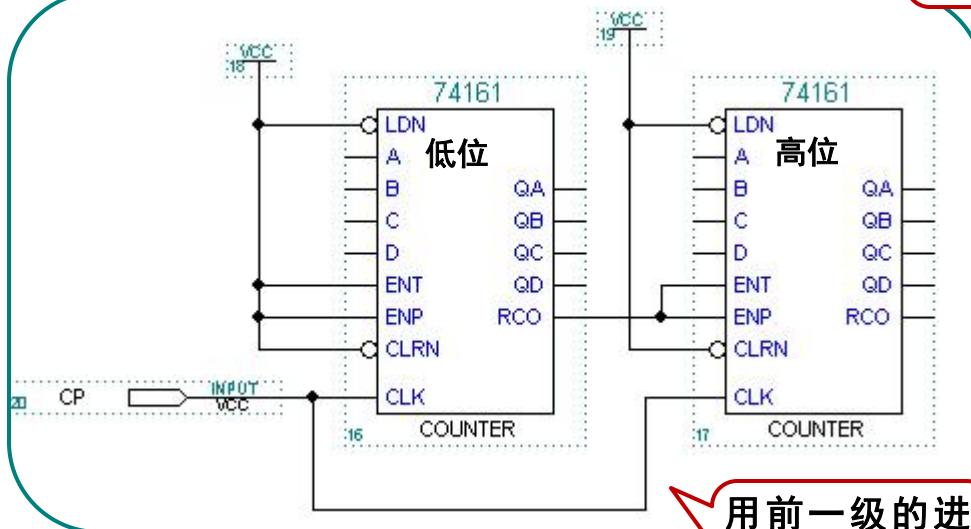 VCC
18
VCC
19
74161
LDN
A
低位
B
QA
C
QB
D
QC
ENT
QD
ENP
RCO
CLRN
CLK
16
COUNTER
74161
LDN
A
高位
B
QA
C
QB
D
QC
ENT
QD
ENP
RCO
CLRN
CLK
17
COUNTER
20
CP
INPUT
VCC
用前一级的进